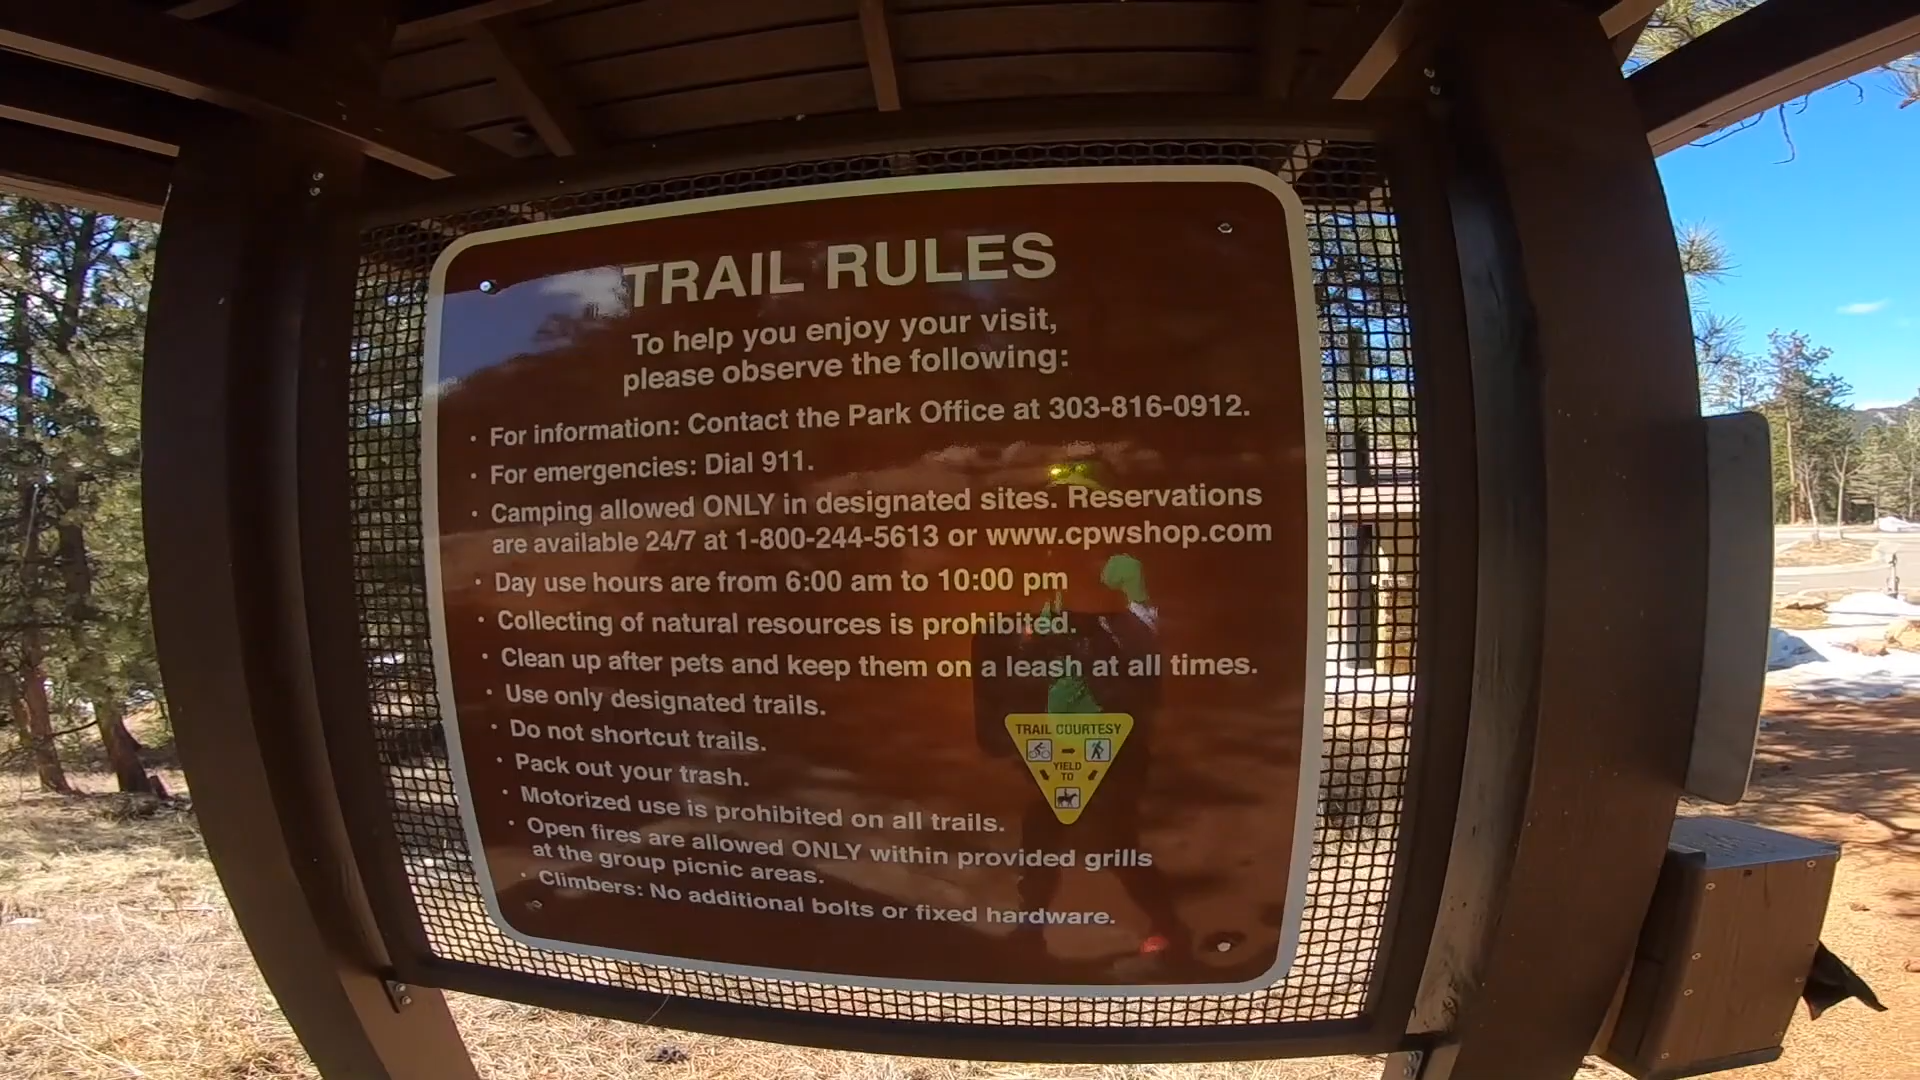 TRAIL RULES
To help you enjoy your visit,
please observe the following:
• For information: Contact the Park Office at 303-816-0912.
• For emergencies: Dial 911.
• Camping allowed ONLY in designated sites. Reservations
are available 24/7 at 1-800-244-5613 or www.cpwshop.com
• Day use hours are from 6:00 am to 10:00 pm
• Collecting of natural resources is prohibited.
• Clean up after pets and keep them on a leash at all times.
• Use only designated trails.
• Do not shortcut trails.
• Pack out your trash.
• Motorized use is prohibited on all trails.
• Open fires are allowed ONLY within provided grills
at the group picnic areas.
• Climbers: No additional bolts or fixed hardware.
TRAIL COURTESY
YIELD
TO